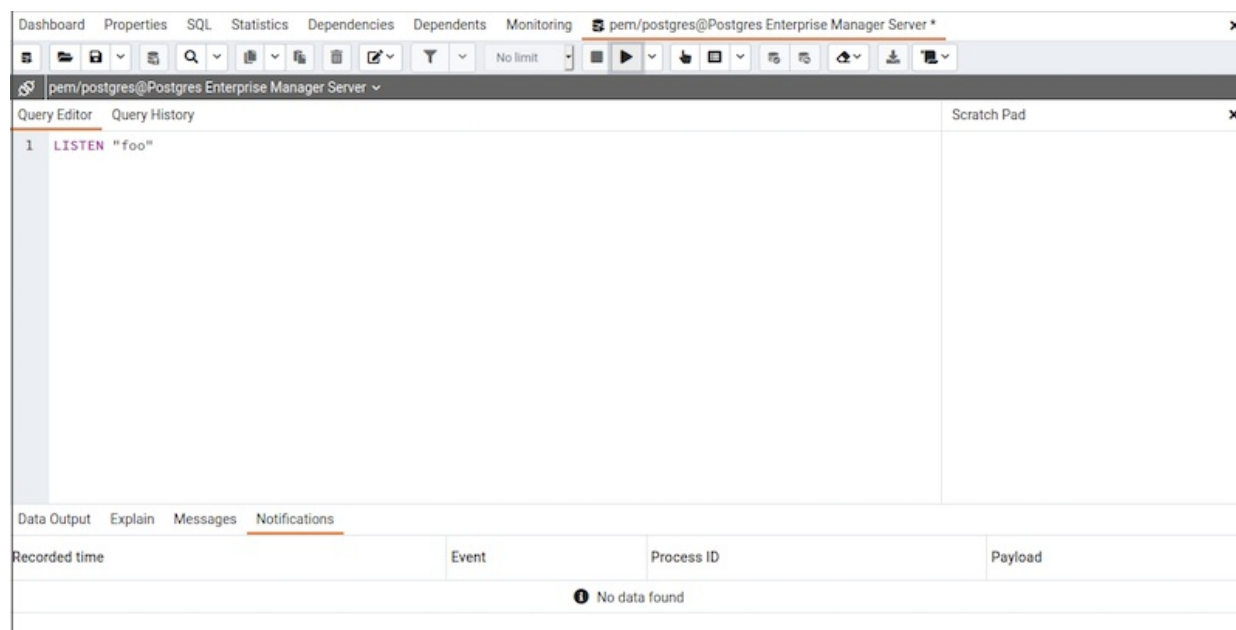 Dashboard Properties SQL Statistics Dependencies Dependents Monitoring pem/postgres@Postgres Enterprise Manager Server *
No limit
pem/postgres@Postgres Enterprise Manager Server
Query Editor Query History Scratch Pad
1 LISTEN "foo"
Data Output Explain Messages Notifications
Recorded time Event Process ID Payload
No data found